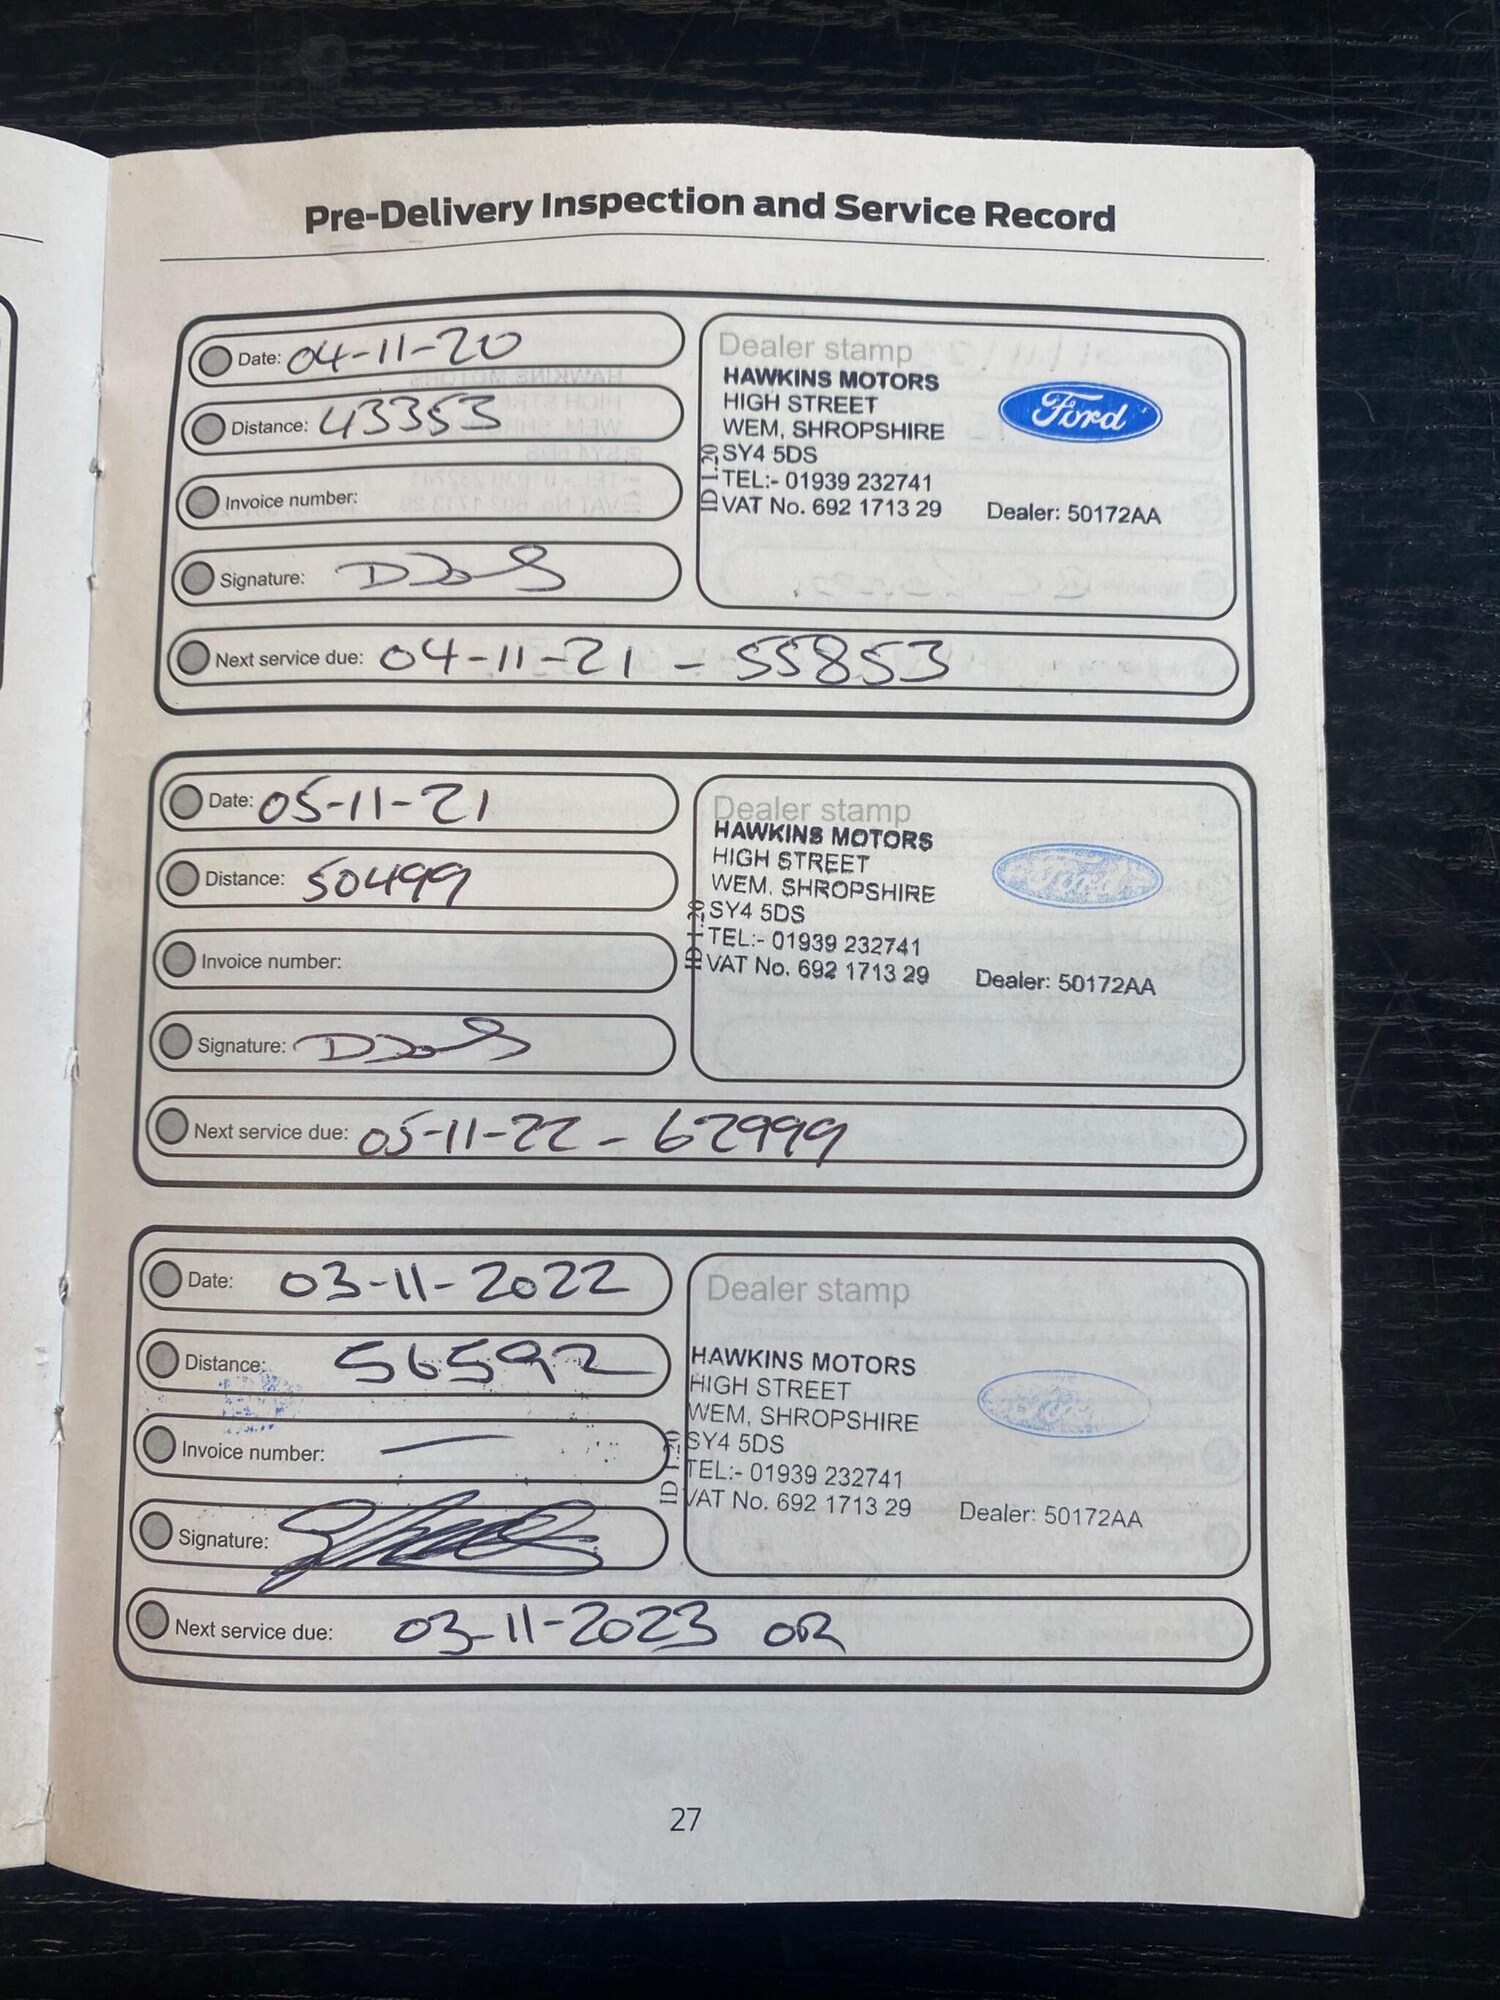 Pre-Delivery Inspection and Service Record
Date: 04-11-20
Distance: 43353
Invoice number:
Signature:
Dealer stamp
HAWKINS MOTORS
HIGH STREET
WEM, SHROPSHIRE
SY4 5DS
TEL:- 01939 232741
VAT No. 692 1713 29
Dealer: 50172AA
ID 1.20
Ford
Next service due: 04-11-21 - 55853
Date: 05-11-21
Distance: 50499
Invoice number:
Signature:
Dealer stamp
HAWKINS MOTORS
HIGH STREET
WEM, SHROPSHIRE
SY4 5DS
TEL:- 01939 232741
VAT No. 692 1713 29
Dealer: 50172AA
ID 1.20
Ford
Next service due: 05-11-22 - 62999
Date: 03-11-2022
Distance: 56592
Invoice number: —
Signature:
Dealer stamp
HAWKINS MOTORS
HIGH STREET
WEM, SHROPSHIRE
SY4 5DS
TEL:- 01939 232741
VAT No. 692 1713 29
Dealer: 50172AA
ID 1.20
Next service due: 03-11-2023 OR
27